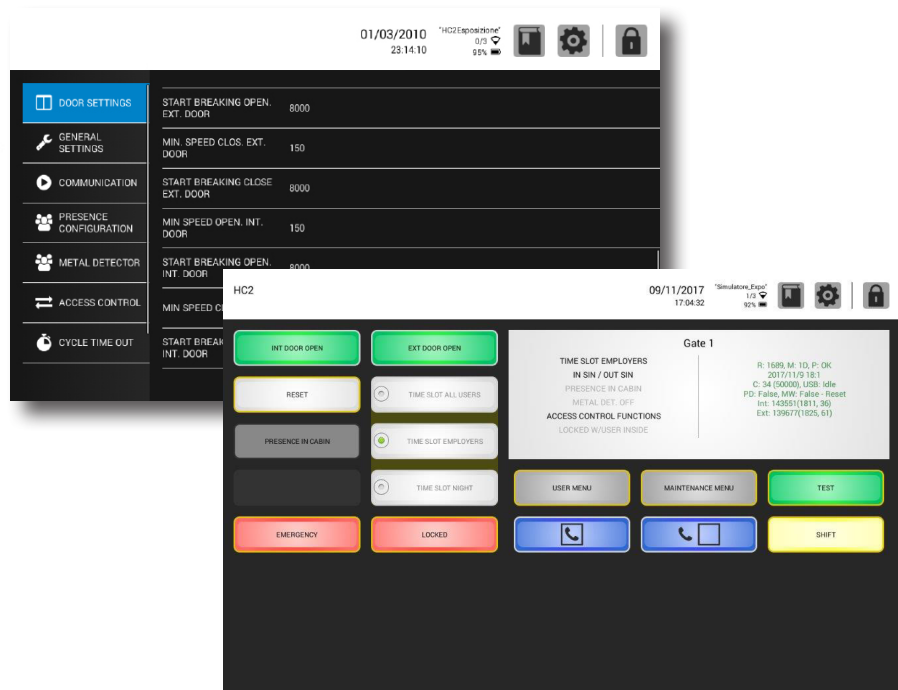 01/03/2010
23:14:10
"HC2Esposizione"
0/3
95%
DOOR SETTINGS
GENERAL
SETTINGS
COMMUNICATION
PRESENCE
CONFIGURATION
METAL DETECTOR
ACCESS CONTROL
CYCLE TIME OUT
START BREAKING OPEN.
EXT. DOOR
8000
MIN. SPEED CLOS. EXT.
DOOR
150
START BREAKING CLOSE
EXT. DOOR
8000
MIN SPEED OPEN. INT.
DOOR
150
START BREAKING OPEN.
INT. DOOR
8000
MIN SPEED
START
INT. DOOR
HC2
09/11/2017
17:04:32
"Simulatore_Expo"
1/3
92%
INT DOOR OPEN
EXT DOOR OPEN
RESET
TIME SLOT ALL USERS
PRESENCE IN CABIN
TIME SLOT EMPLOYERS
TIME SLOT NIGHT
EMERGENCY
LOCKED
Gate 1
TIME SLOT EMPLOYERS
IN SIN / OUT SIN
PRESENCE IN CABIN
METAL DET. OFF
ACCESS CONTROL FUNCTIONS
LOCKED W/USER INSIDE
R: 1689, M: 1D, P: OK
2017/11/9 18:1
C: 34 (50000), USB: Idle
PD: False, MW: False - Reset
Int: 143551(1811, 36)
Ext: 139677(1825, 61)
USER MENU
MAINTENANCE MENU
TEST
SHIFT